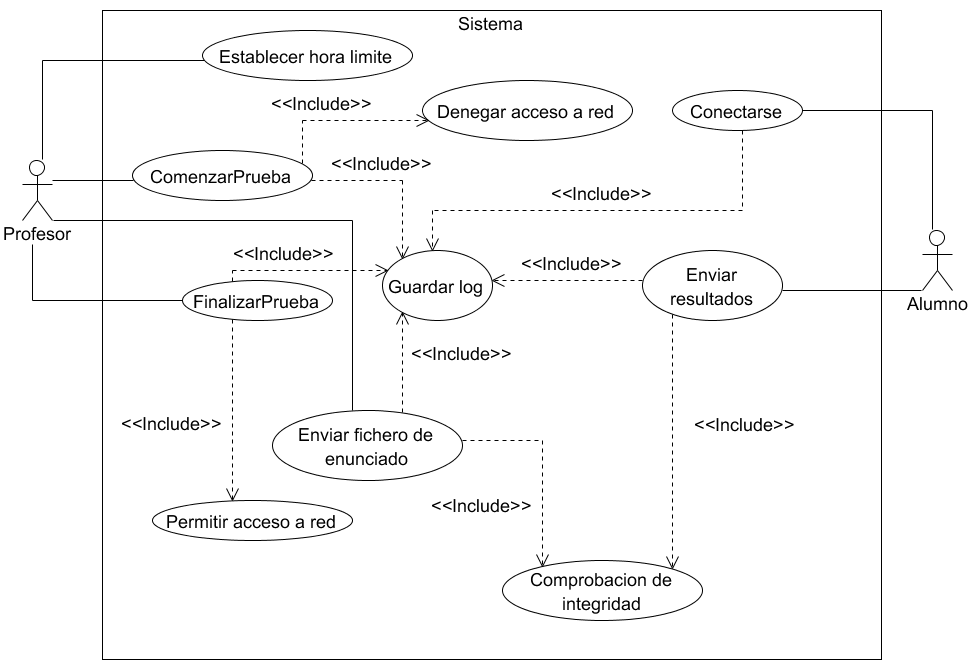 Sistema
Establecer hora limite
<<Include>>
Denegar acceso a red
Conectarse
<<Include>>
ComenzarPrueba
<<Include>>
Profesor
<<Include>>
<<Include>>
Guardar log
Enviar
resultados
FinalizarPrueba
Alumno
<<Include>>
<<Include>>
<<Include>>
Enviar fichero de
enunciado
<<Include>>
Permitir acceso a red
Comprobacion de
integridad